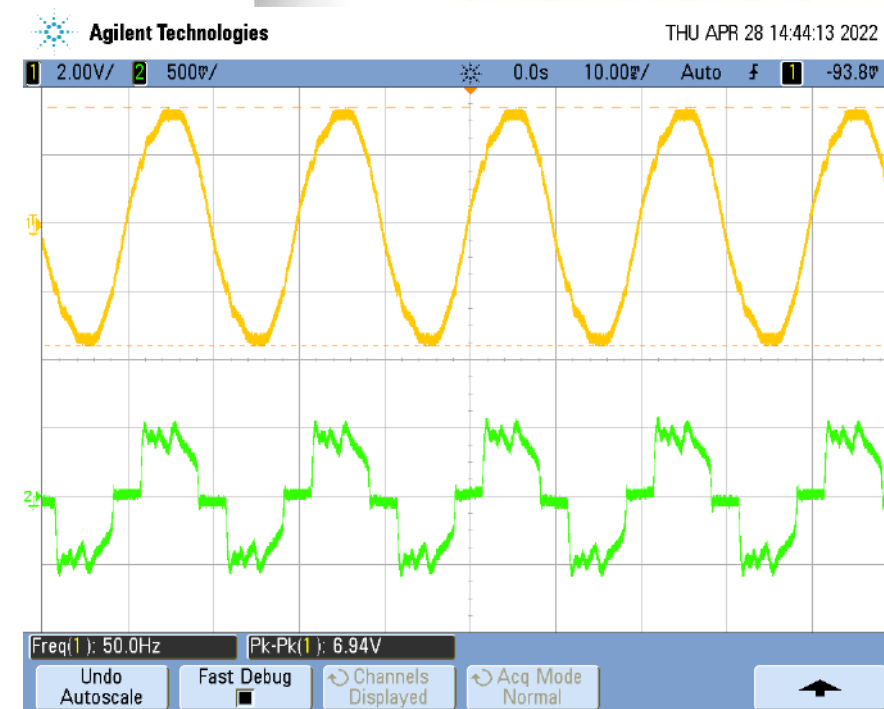 Agilent Technologies THU APR 28 14:44:13 2022
1 2.00V/ 2 500mV/ 0.0s 10.00ms/ Auto 1 -93.8mV
1
2
Freq(1): 50.0Hz Pk-Pk(1): 6.94V
Undo Autoscale
Fast Debug
Channels Displayed
Acq Mode Normal